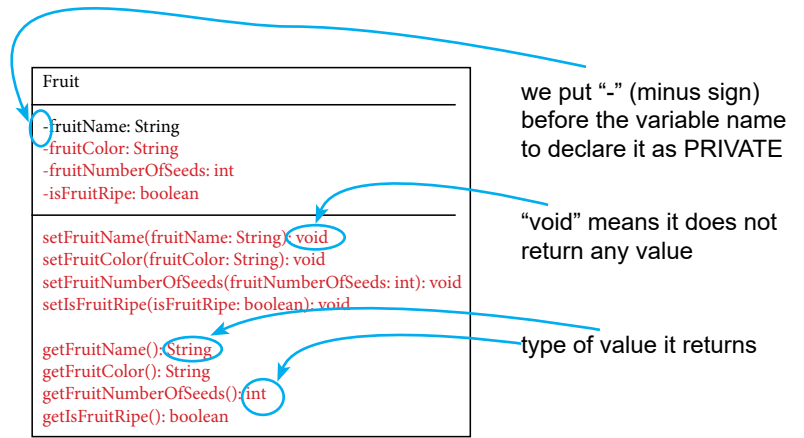 Fruit
-fruitName: String
-fruitColor: String
-fruitNumberOfSeeds: int
-isFruitRipe: boolean
setFruitName(fruitName: String): void
setFruitColor(fruitColor: String): void
setFruitNumberOfSeeds(fruitNumberOfSeeds: int): void
setIsFruitRipe(isFruitRipe: boolean): void
getFruitName(): String
getFruitColor(): String
getFruitNumberOfSeeds(): int
getIsFruitRipe(): boolean
we put “-” (minus sign)
before the variable name
to declare it as PRIVATE
“void” means it does not
return any value
type of value it returns